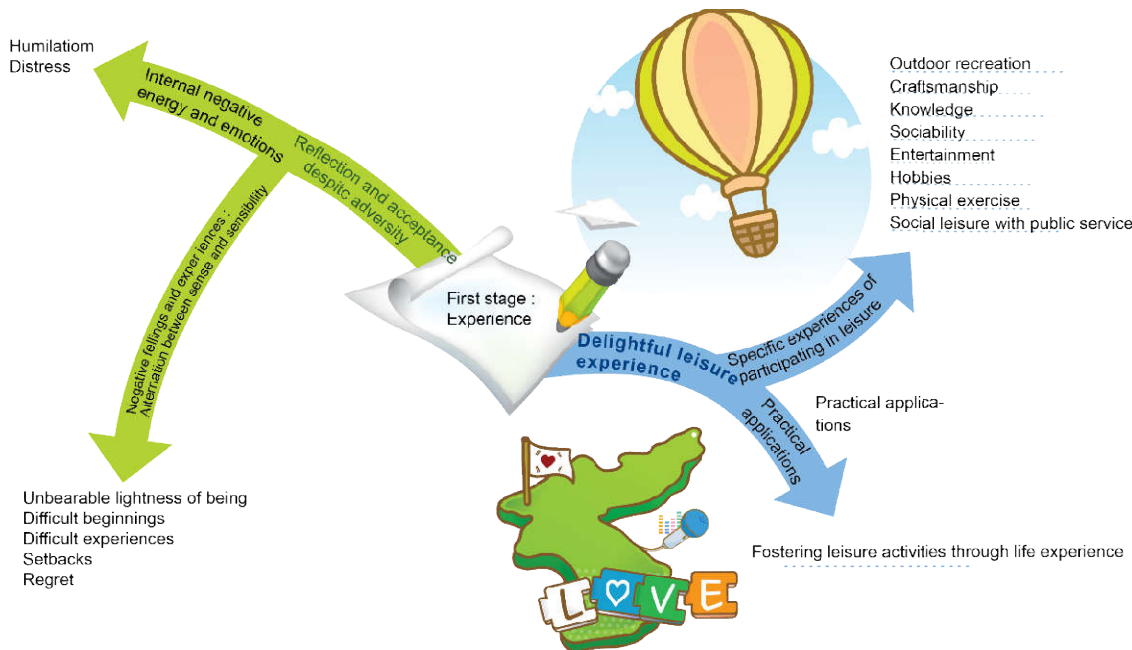 Humilatiom
Distress
Internal negative
energy and emotions
Reflection and acceptance
despite adversity
Negative fellings and experiences :
Alternation between sense and sensibility
Unbearable lightness of being
Difficult beginnings
Difficult experiences
Setbacks
Regret
First stage :
Experience
Delightful leisure
experience
Specific experiences of
participating in leisure
Outdoor recreation
Craftsmanship
Knowledge
Sociability
Entertainment
Hobbies
Physical exercise
Social leisure with public service
Practical
applications
Practical applica-
tions
Fostering leisure activities through life experience
L VE